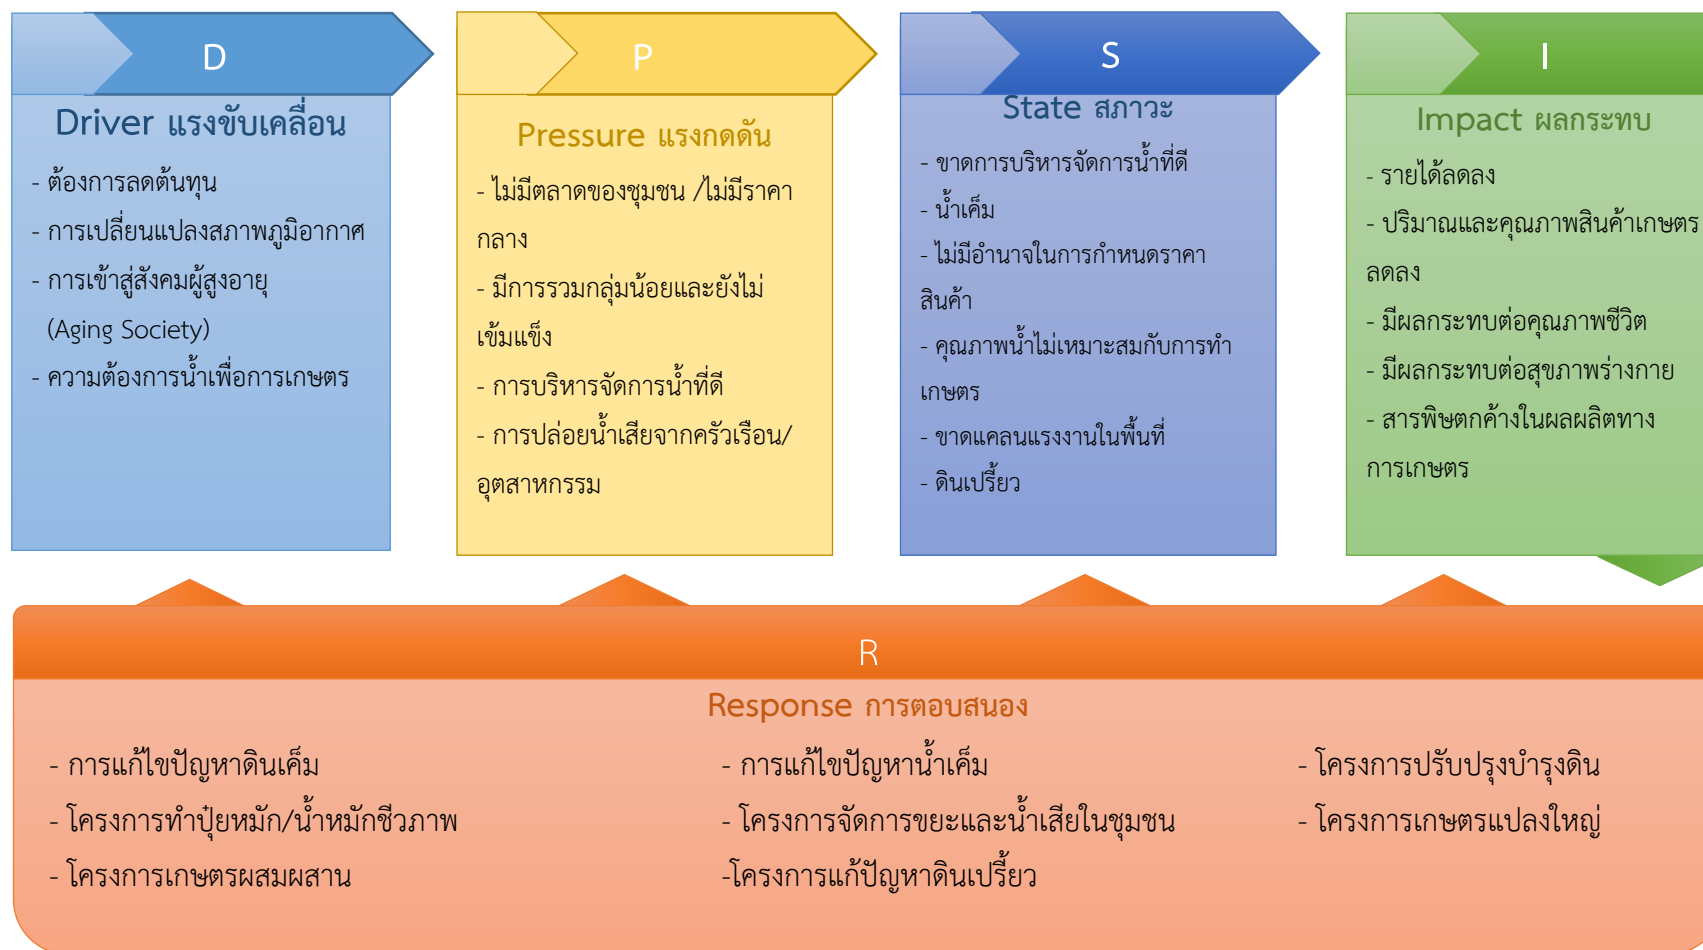 D
Driver แรงขับเคลื่อน
- ต้องการลดต้นทุน
- การเปลี่ยนแปลงสภาพภูมิอากาศ
- การเข้าสู่สังคมผู้สูงอายุ
(Aging Society)
- ความต้องการน้ำเพื่อการเกษตร
P
Pressure แรงกดดัน
- ไม่มีตลาดของชุมชน /ไม่มีราคา
กลาง
- มีการรวมกลุ่มน้อยและยังไม่
เข้มแข็ง
- การบริหารจัดการน้ำที่ดี
- การปล่อยน้ำเสียจากครัวเรือน/
อุตสาหกรรม
S
State สภาวะ
- ขาดการบริหารจัดการน้ำที่ดี
- น้ำเค็ม
- ไม่มีอำนาจในการกำหนดราคา
สินค้า
- คุณภาพน้ำไม่เหมาะสมกับการทำ
เกษตร
- ขาดแคลนแรงงานในพื้นที่
- ดินเปรี้ยว
I
Impact ผลกระทบ
- รายได้ลดลง
- ปริมาณและคุณภาพสินค้าเกษตร
ลดลง
- มีผลกระทบต่อคุณภาพชีวิต
- มีผลกระทบต่อสุขภาพร่างกาย
- สารพิษตกค้างในผลผลิตทาง
การเกษตร
R
Response การตอบสนอง
- การแก้ไขปัญหาดินเค็ม
- โครงการทำปุ๋ยหมัก/น้ำหมักชีวภาพ
- โครงการเกษตรผสมผสาน
- การแก้ไขปัญหาน้ำเค็ม
- โครงการจัดการขยะและน้ำเสียในชุมชน
-โครงการแก้ปัญหาดินเปรี้ยว
- โครงการปรับปรุงบำรุงดิน
- โครงการเกษตรแปลงใหญ่